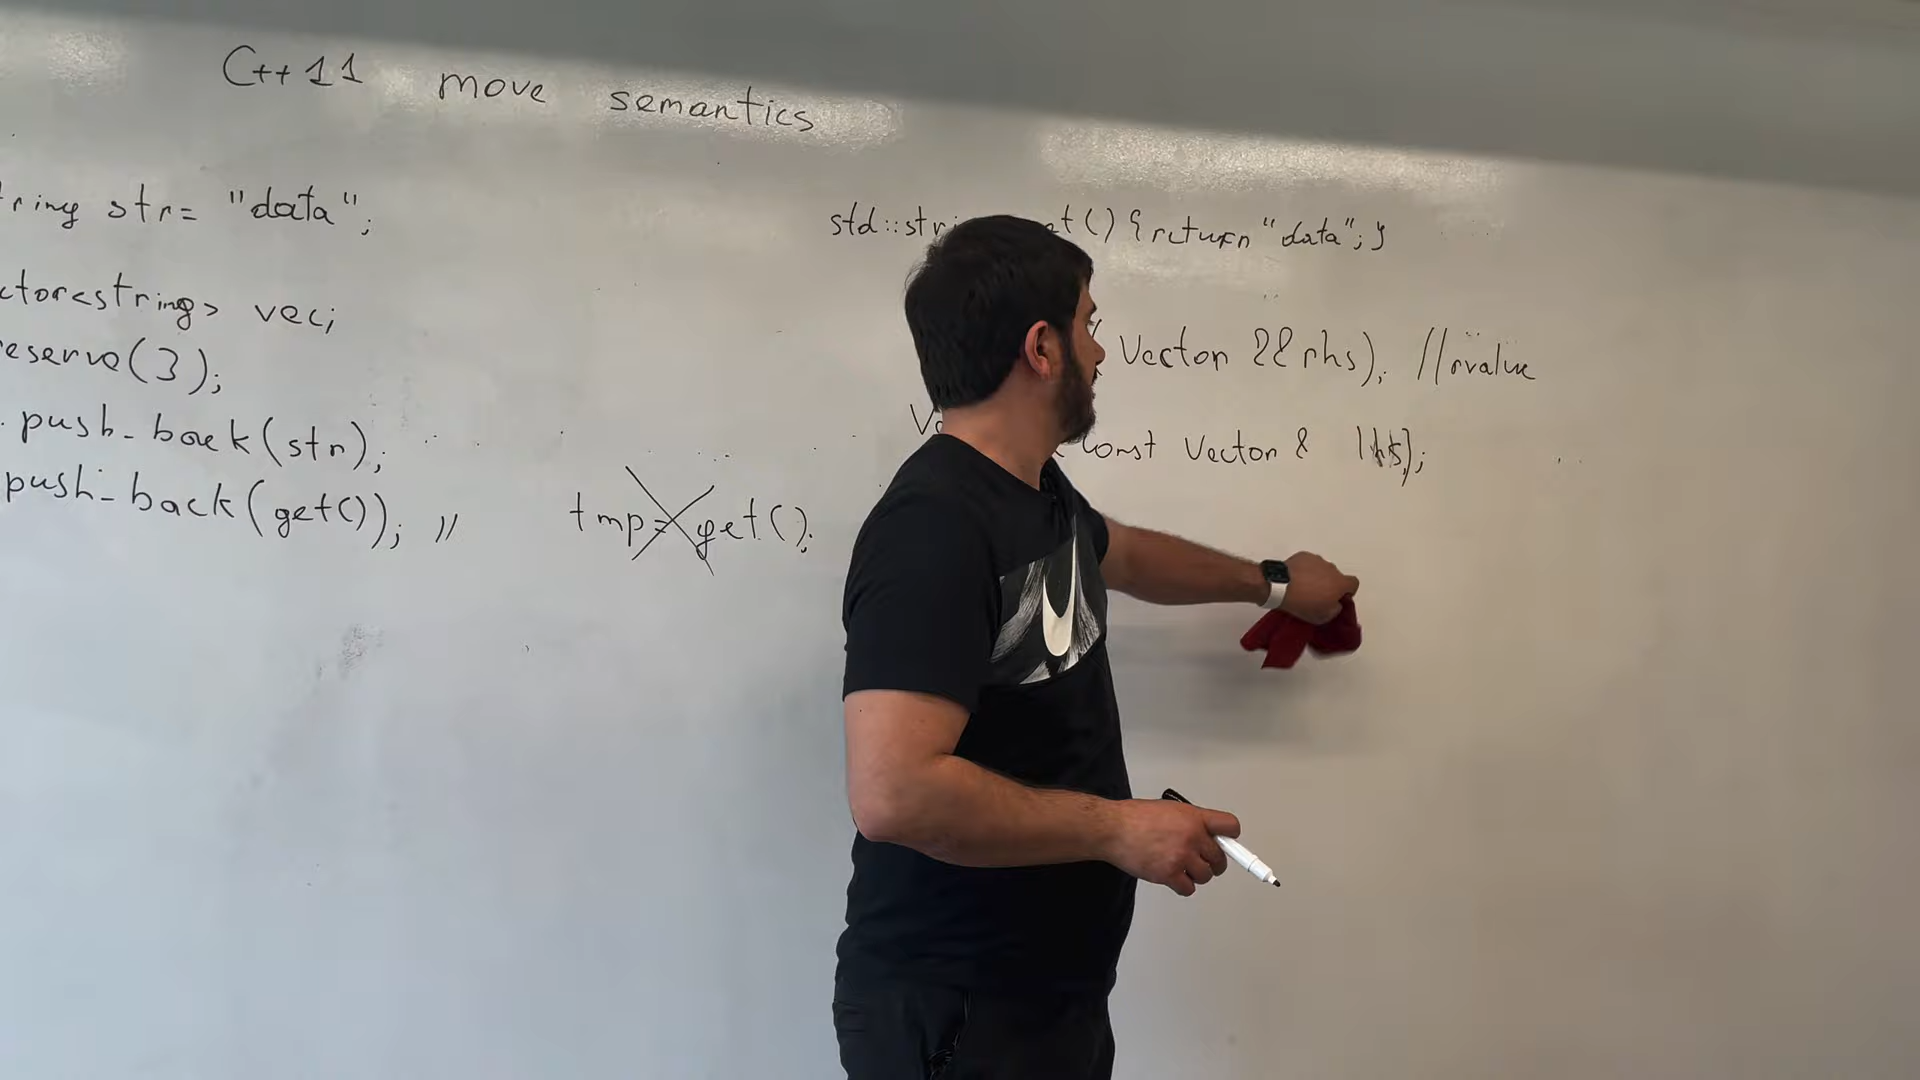 C++11 move semantics
ring str= "data";
ctor<string> vec;
eserve(3);
.push_back(str);
push_back(get()); //
tmp= get();
std::stri et() {return "data";}
Vector && rhs); //rvalue
const Vector &